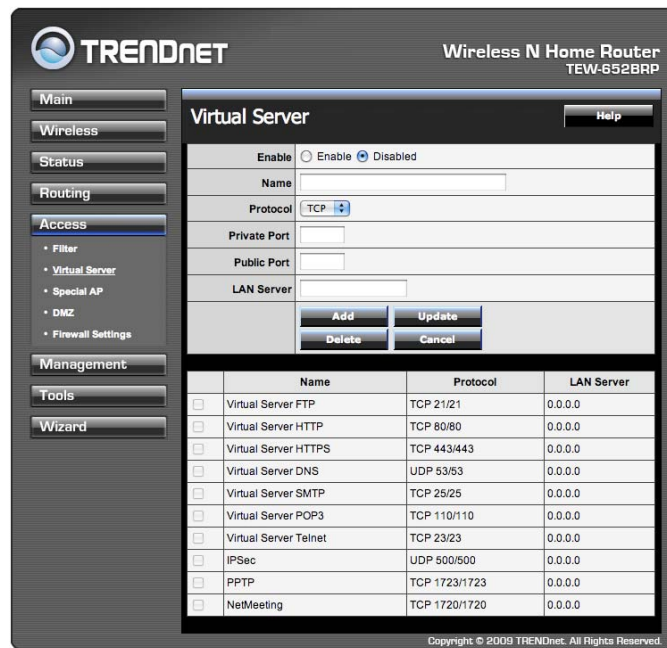 TRENDNET
Wireless N Home Router
TEW-652BRP
Main
Wireless
Status
Routing
Access
• Filter
• Virtual Server
• Special AP
• DMZ
• Firewall Settings
Management
Tools
Wizard
Virtual Server
Help
Enable Enable Disabled
Name
Protocol TCP
Private Port
Public Port
LAN Server
Add Update
Delete Cancel
Name Protocol LAN Server
Virtual Server FTP TCP 21/21 0.0.0.0
Virtual Server HTTP TCP 80/80 0.0.0.0
Virtual Server HTTPS TCP 443/443 0.0.0.0
Virtual Server DNS UDP 53/53 0.0.0.0
Virtual Server SMTP TCP 25/25 0.0.0.0
Virtual Server POP3 TCP 110/110 0.0.0.0
Virtual Server Telnet TCP 23/23 0.0.0.0
IPSec UDP 500/500 0.0.0.0
PPTP TCP 1723/1723 0.0.0.0
NetMeeting TCP 1720/1720 0.0.0.0
Copyright © 2009 TRENDnet. All Rights Reserved.